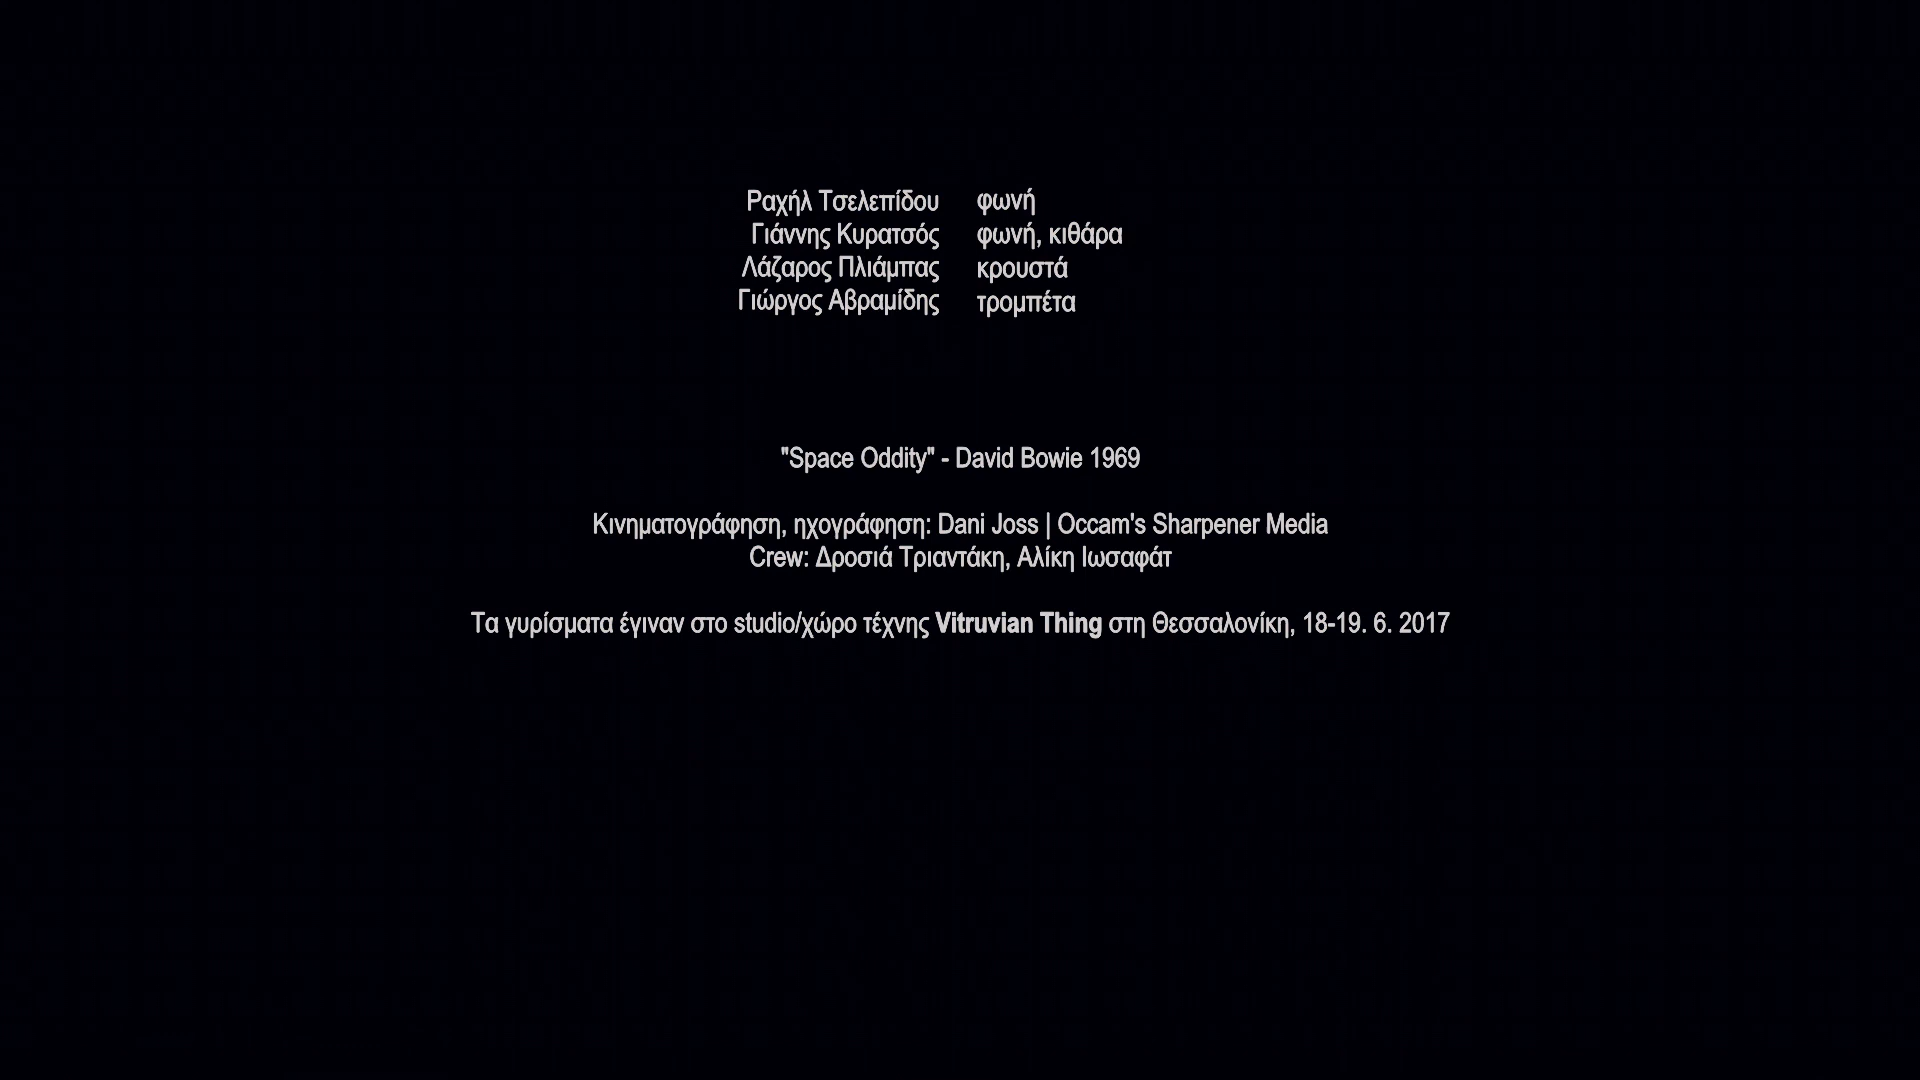 Ραχήλ Τσελεπίδου φωνή
Γιάννης Κυρατσός φωνή, κιθάρα
Λάζαρος Πλιάμπας κρουστά
Γιώργος Αβραμίδης τρομπέτα
"Space Oddity" - David Bowie 1969
Κινηματογράφηση, ηχογράφηση: Dani Joss | Occam's Sharpener Media
Crew: Δροσιά Τριαντάκη, Αλίκη Ιωσαφάτ
Τα γυρίσματα έγιναν στο studio/χώρο τέχνης Vitruvian Thing στη Θεσσαλονίκη, 18-19. 6. 2017